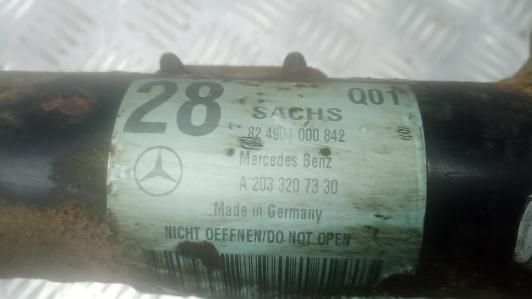 28 Q01
SACHS
82 4904 000 842
Mercedes Benz
A 203 320 73 30
Made in Germany
NICHT OEFFNEN/DO NOT OPEN